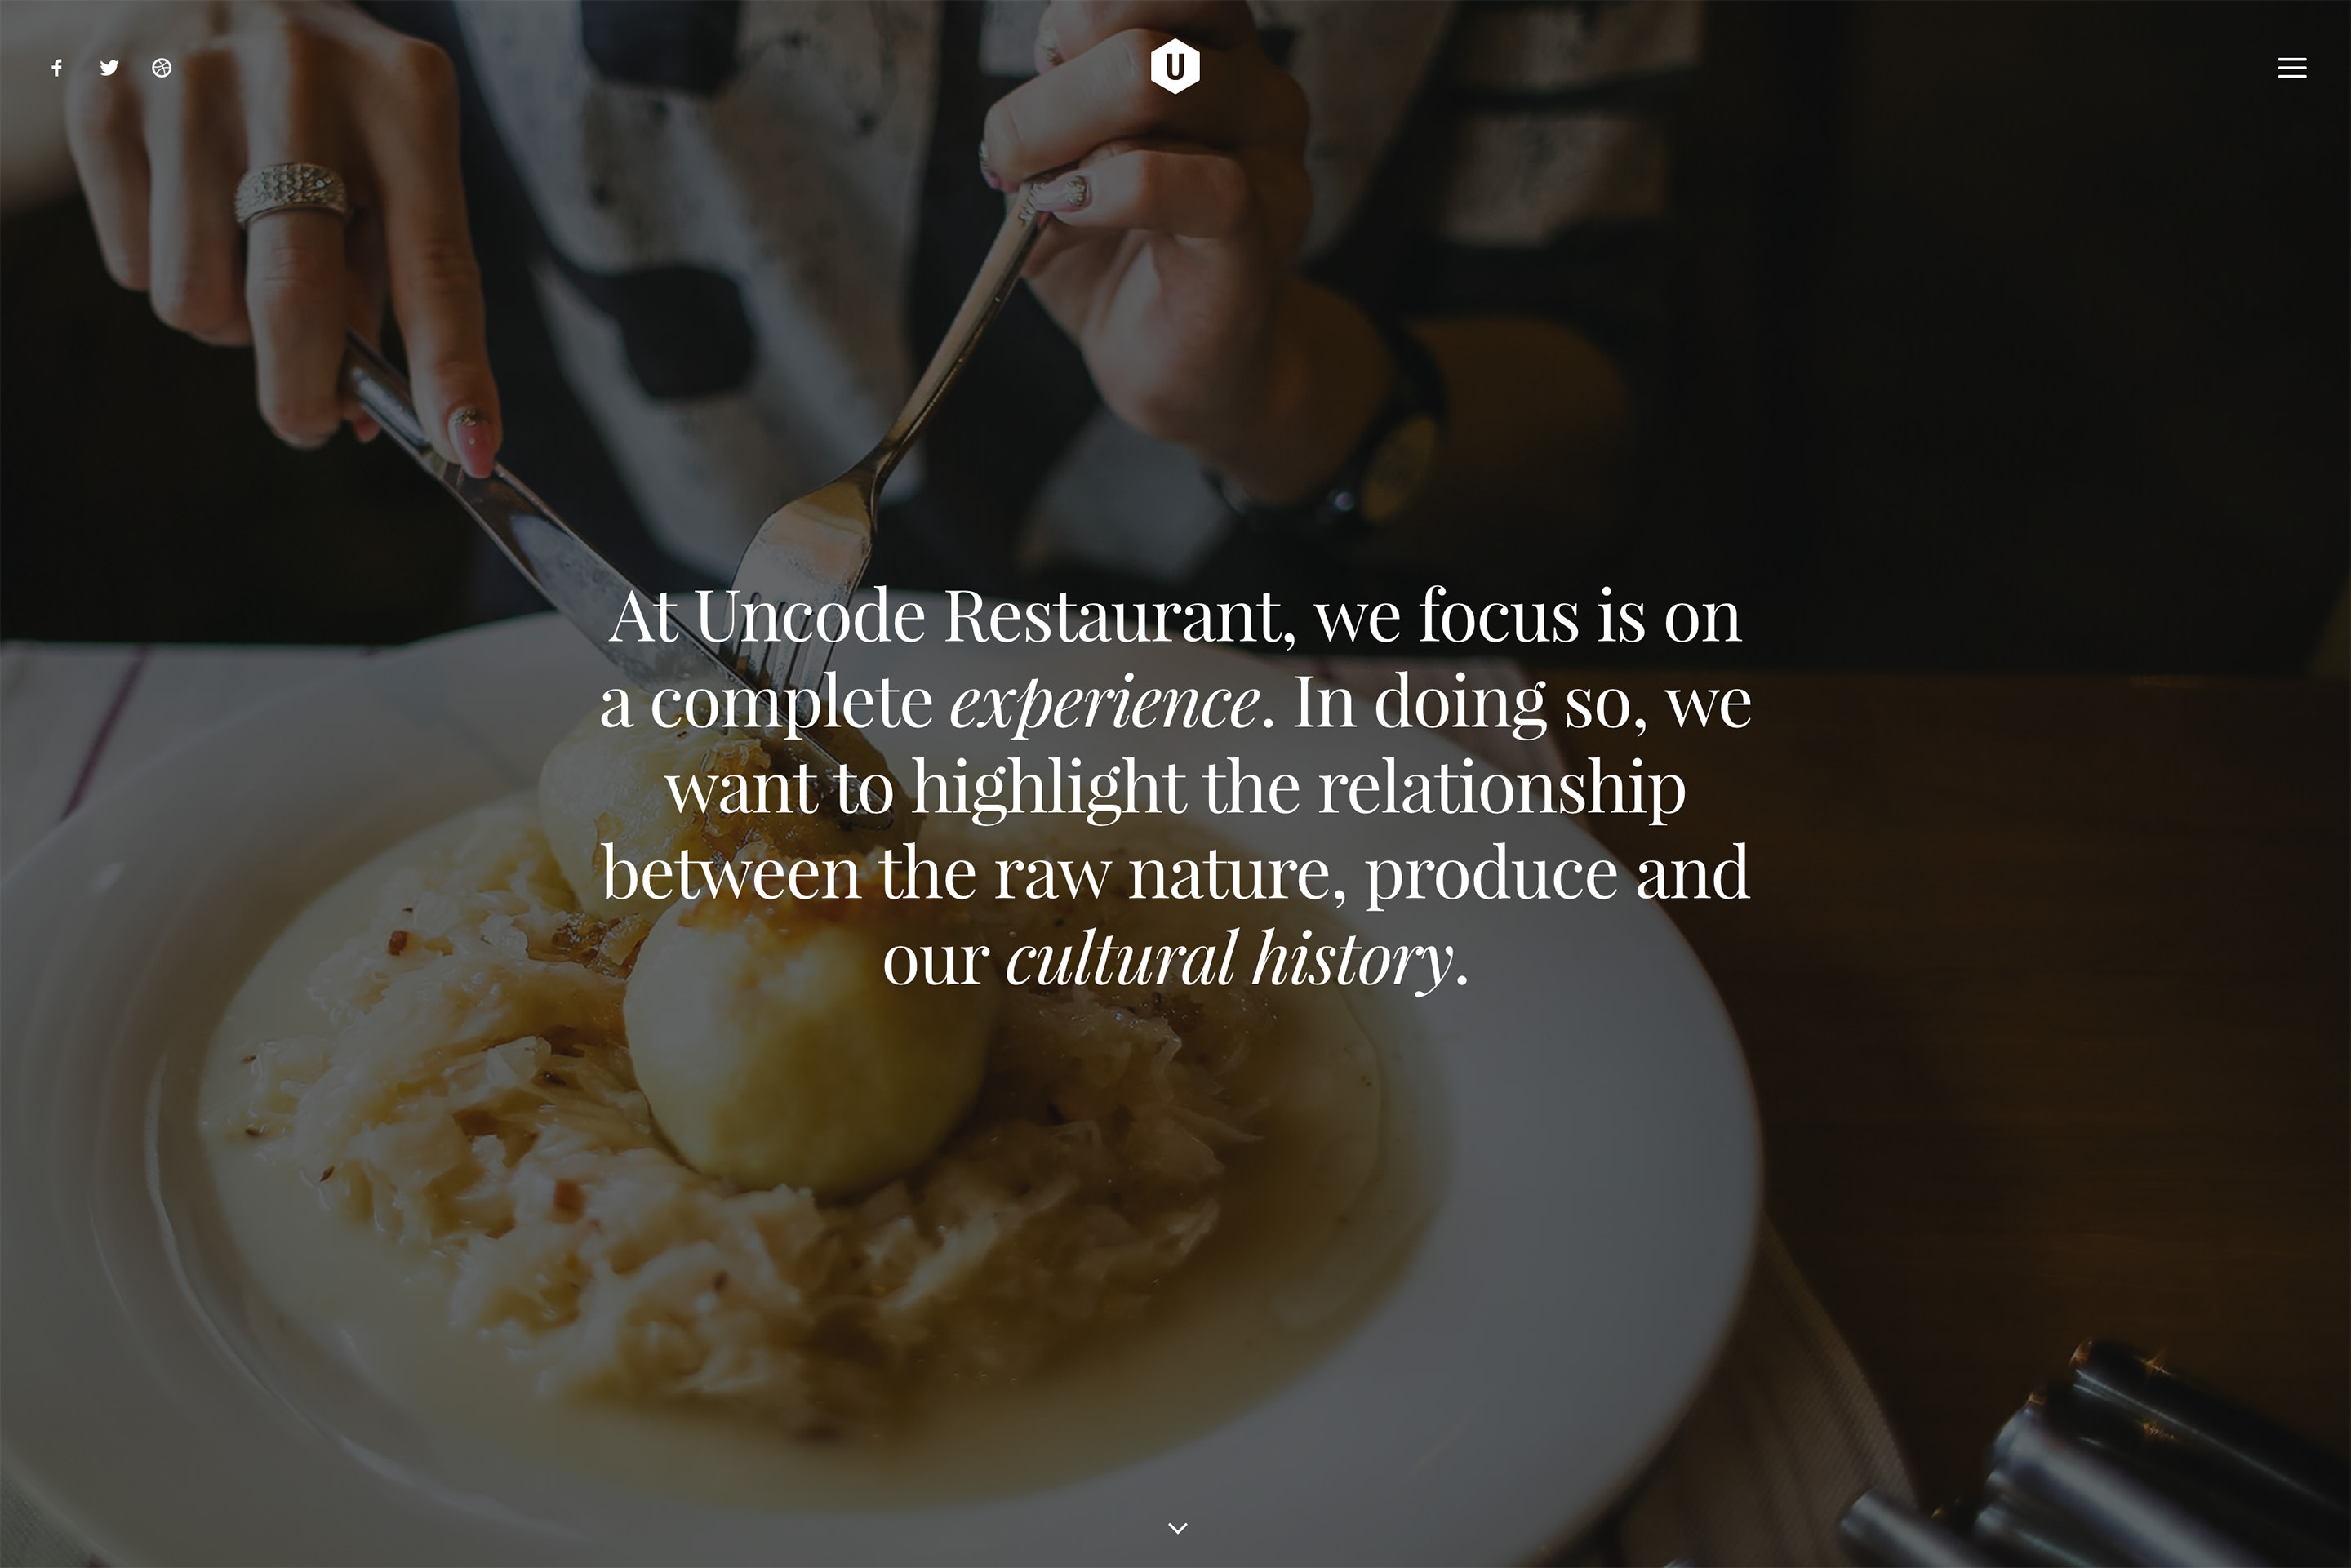 U
At Uncode Restaurant, we focus is on
a complete experience. In doing so, we
want to highlight the relationship
between the raw nature, produce and
our cultural history.